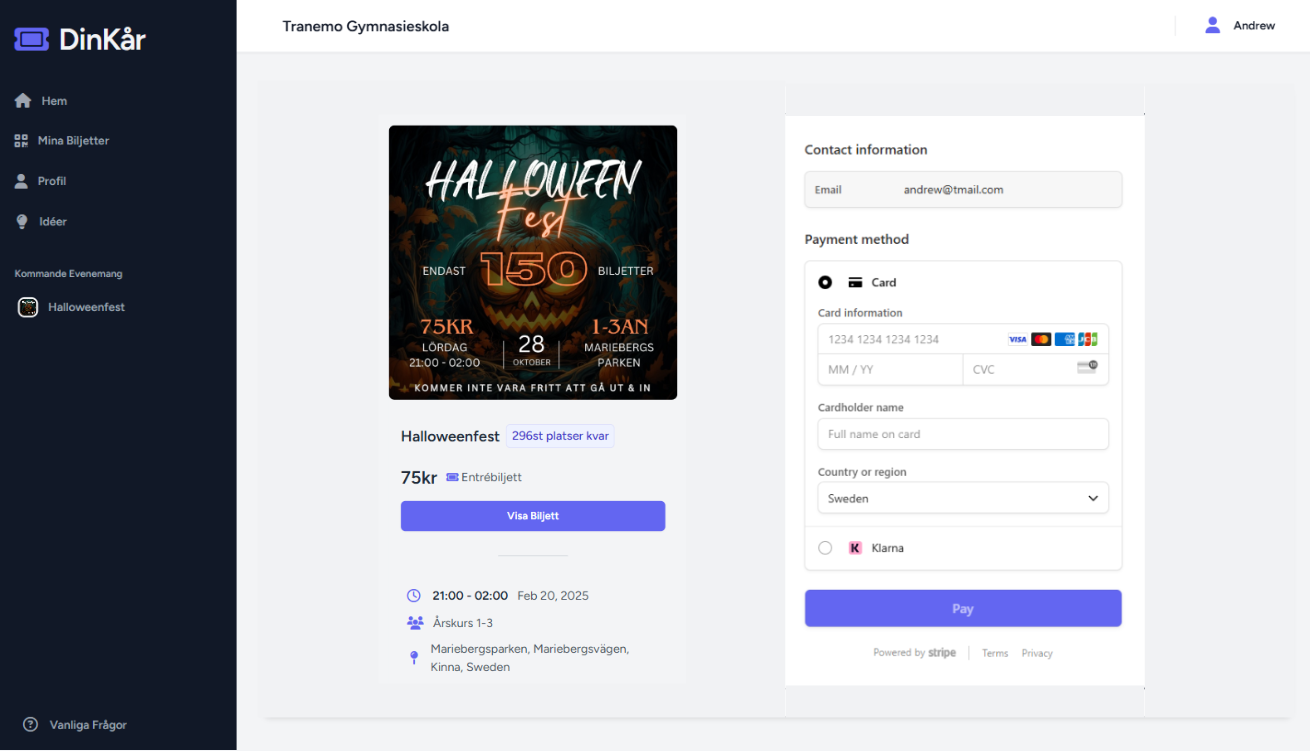 DinKår
Hem
Mina Biljetter
Profil
Idéer
Kommande Evenemang
Halloweenfest
Vanliga Frågor
Tranemo Gymnasieskola
Andrew
HALLOWEEN
Fest
ENDAST 150 BILJETTER
75KR
LÖRDAG
21:00 - 02:00
28
OKTOBER
1-3AN
MARIEBERGS
PARKEN
KOMMER INTE VARA FRITT ATT GÅ UT & IN
Halloweenfest 296st platser kvar
75kr Entrébiljett
Visa Biljett
21:00 - 02:00 Feb 20, 2025
Årskurs 1-3
Mariebergsparken, Mariebergsvägen,
Kinna, Sweden
Contact information
Email andrew@tmail.com
Payment method
Card
Card information
1234 1234 1234 1234 VISA
MM / YY CVC
Cardholder name
Full name on card
Country or region
Sweden
K Klarna
Pay
Powered by stripe Terms Privacy